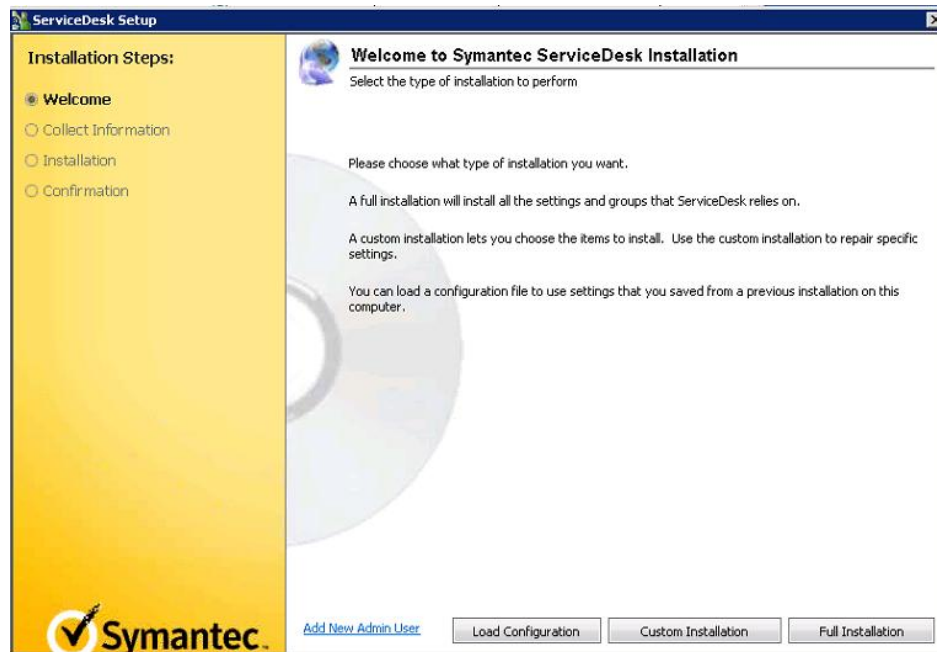 ServiceDesk Setup
Installation Steps:
Welcome
Collect Information
Installation
Confirmation
Welcome to Symantec ServiceDesk Installation
Select the type of installation to perform
Please choose what type of installation you want.
A full installation will install all the settings and groups that ServiceDesk relies on.
A custom installation lets you choose the items to install.  Use the custom installation to repair specific
settings.
You can load a configuration file to use settings that you saved from a previous installation on this
computer.
Symantec.
Add New Admin User
Load Configuration
Custom Installation
Full Installation